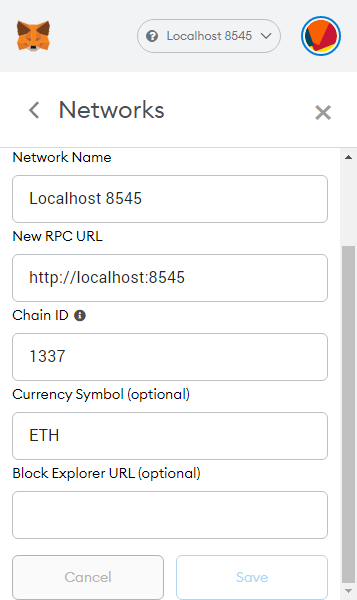 Localhost 8545
Networks
Network Name
Localhost 8545
New RPC URL
http://localhost:8545
Chain ID
1337
Currency Symbol (optional)
ETH
Block Explorer URL (optional)
Cancel
Save